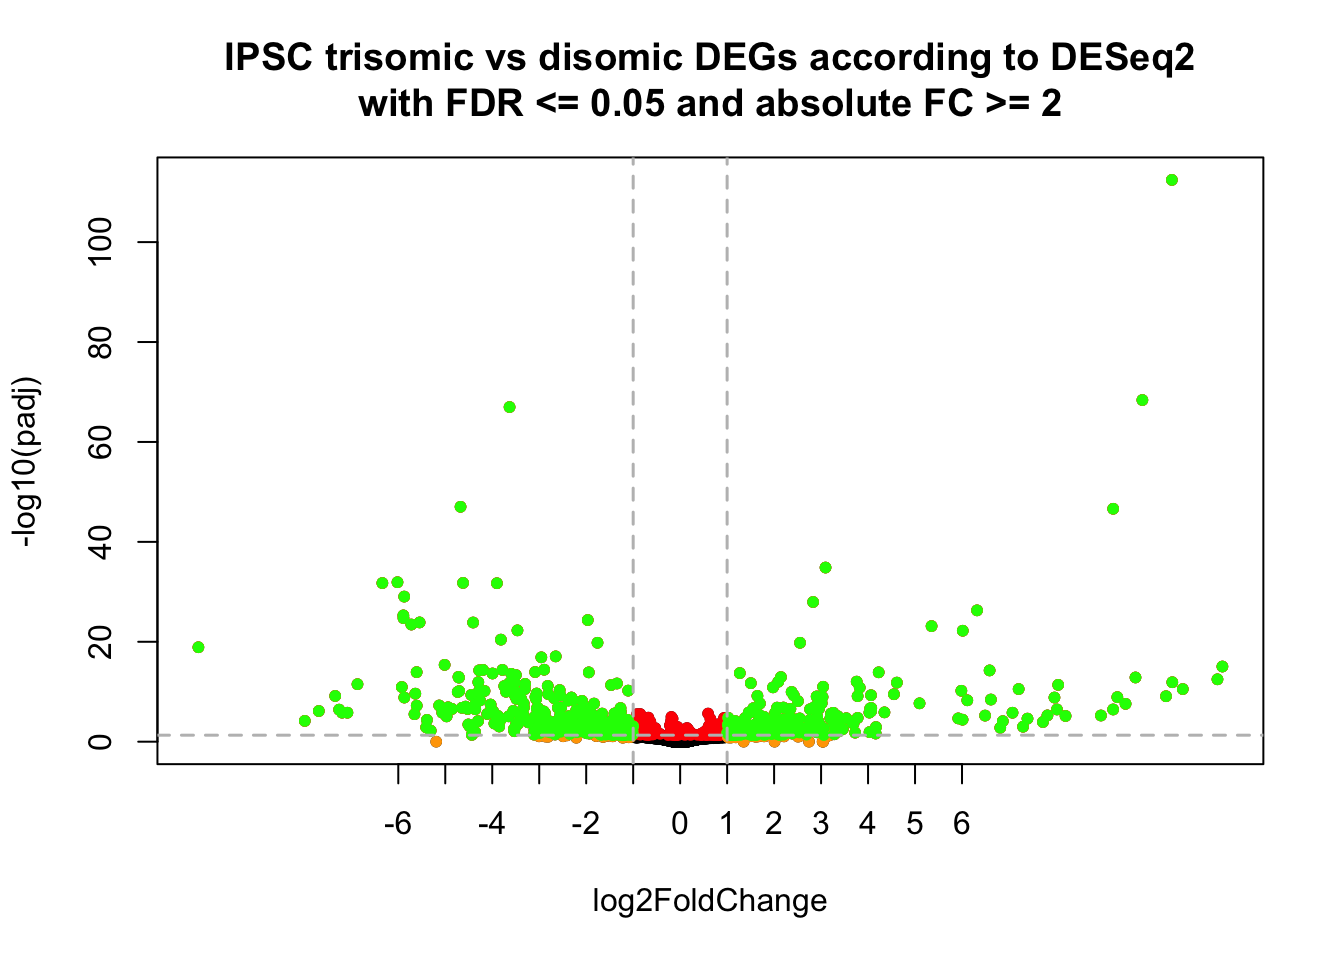 IPSC trisomic vs disomic DEGs according to DESeq2
with FDR <= 0.05 and absolute FC >= 2
-log10(padj)
100
80
60
40
20
0
-6 -4 -2 0 1 2 3 4 5 6
log2FoldChange